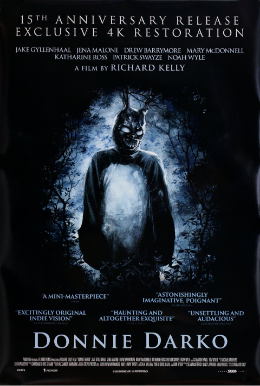 15TH ANNIVERSARY RELEASE
EXCLUSIVE 4K RESTORATION
JAKE GYLLENHAAL JENA MALONE DREW BARRYMORE MARY McDONNELL
KATHARINE ROSS PATRICK SWAYZE NOAH WYLE
A FILM BY RICHARD KELLY
"A MINI-MASTERPIECE"
"ASTONISHINGLY
IMAGINATIVE, POIGNANT"
"EXCITINGLY ORIGINAL
INDIE VISION"
"HAUNTING AND
ALTOGETHER EXQUISITE"
"UNSETTLING AND
AUDACIOUS"
DONNIE DARKO